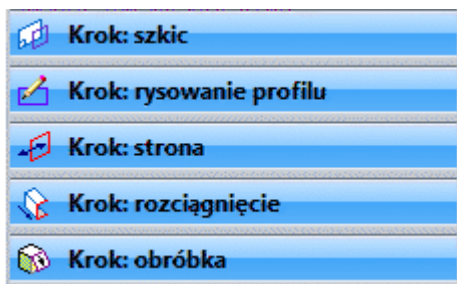 Krok: szkic
Krok: rysowanie profilu
Krok: strona
Krok: rozciągnięcie
Krok: obróbka